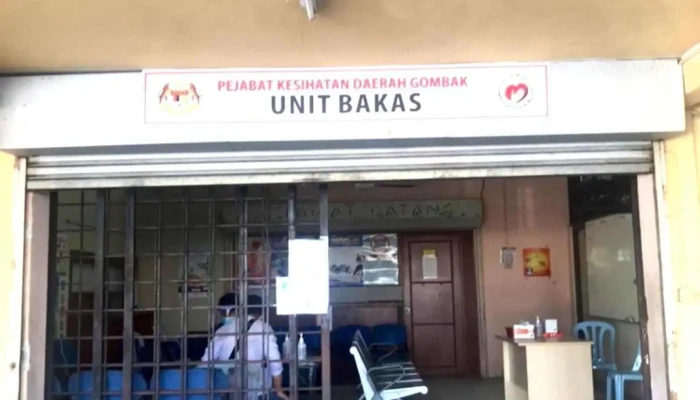 PEJABAT KESIHATAN DAERAH GOMBAK
UNIT BAKAS